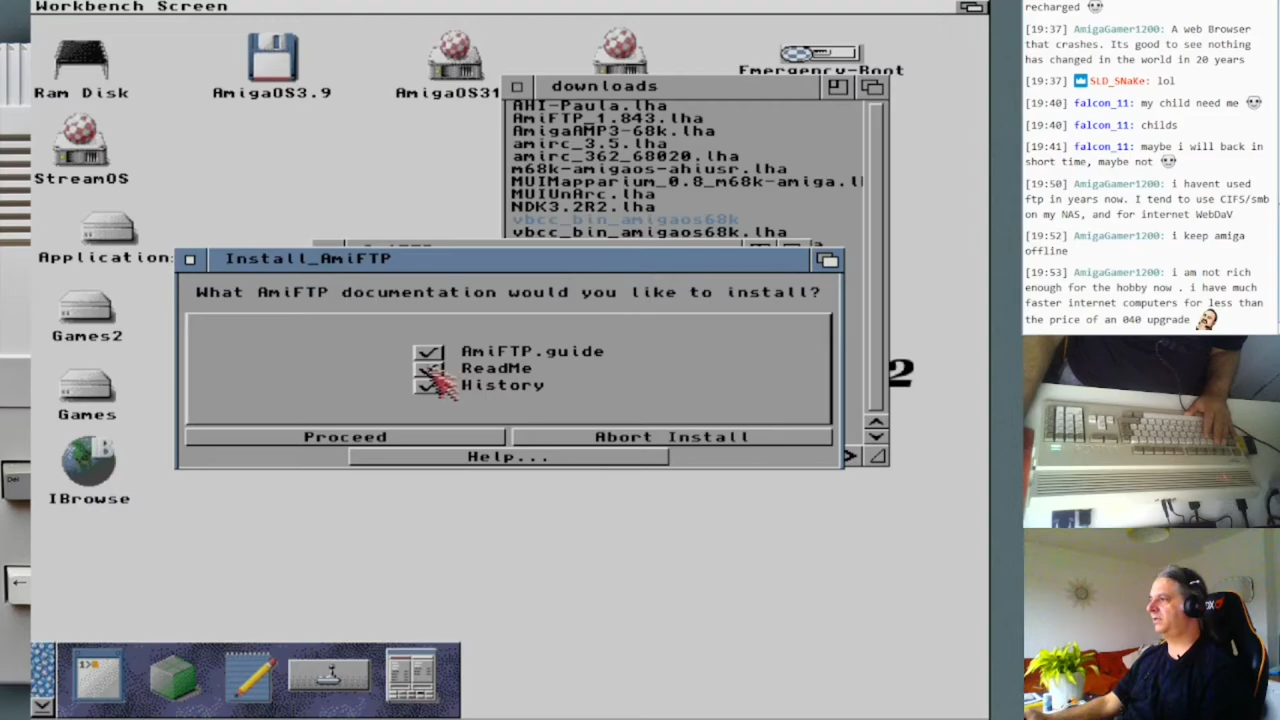 Workbench Screen
Ram Disk
AmigaOS3.9
AmigaOS31
Emergency-Root
StreamOS
Application
Games2
Games
IBrowse
downloads
AHI-Paula.lha
AmiFTP_1.843.lha
AmigaAMP3-68k.lha
amirc_3.5.lha
amirc_362_68020.lha
m68k-amigaos-ahiusr.lha
MUIMapparium_0.8_m68k-amiga.l
MUIUnArc.lha
NDK3.2R2.lha
vbcc_bin_amigaos68k
vbcc_bin_amigaos68k.lha
Install_AmiFTP
What AmiFTP documentation would you like to install?
AmiFTP.guide
ReadMe
History
Proceed
Abort Install
Help...
2
Del
1>
recharged
[19:37] AmigaGamer1200: A web Browser
that crashes. Its good to see nothing
has changed in the world in 20 years
[19:37] SLD_SNaKe: lol
[19:40] falcon_11: my child need me
[19:40] falcon_11: childs
[19:41] falcon_11: maybe i will back in
short time, maybe not
[19:50] AmigaGamer1200: i havent used
ftp in years now. I tend to use CIFS/smb
on my NAS, and for internet WebDaV
[19:52] AmigaGamer1200: i keep amiga
offline
[19:53] AmigaGamer1200: i am not rich
enough for the hobby now . i have much
faster internet computers for less than
the price of an 040 upgrade